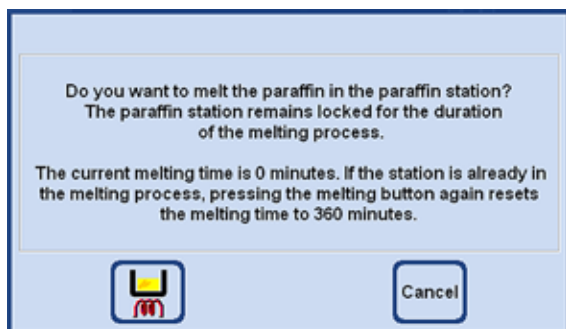 Do you want to melt the paraffin in the paraffin station?
The paraffin station remains locked for the duration
of the melting process.
The current melting time is 0 minutes. If the station is already in
the melting process, pressing the melting button again resets
the melting time to 360 minutes.
Cancel